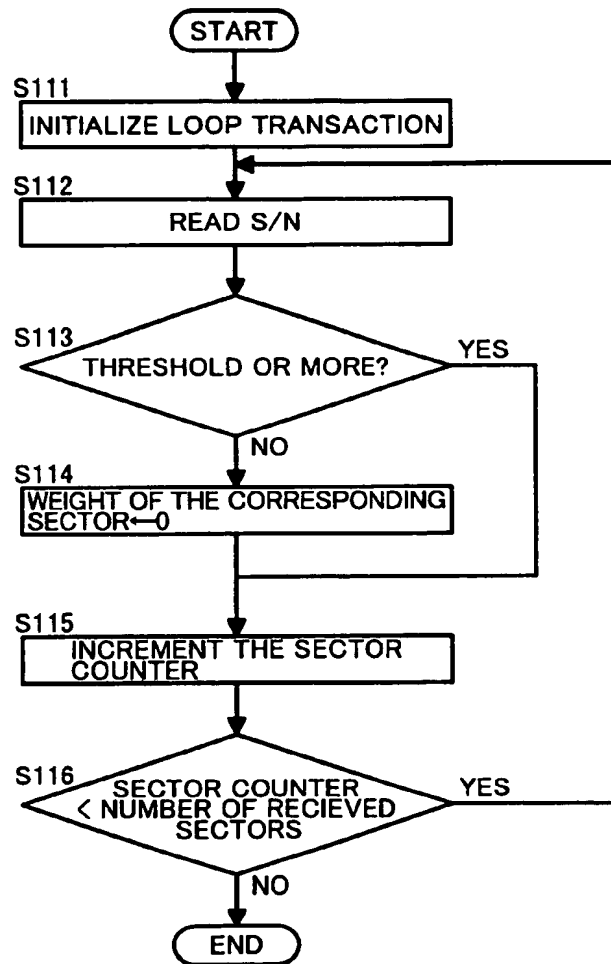 START
S111
INITIALIZE LOOP TRANSACTION
S112
READ S/N
S113
THRESHOLD OR MORE?
YES
NO
S114
WEIGHT OF THE CORRESPONDING
SECTOR←0
S115
INCREMENT THE SECTOR
COUNTER
S116
SECTOR COUNTER
< NUMBER OF RECIEVED
SECTORS
YES
NO
END